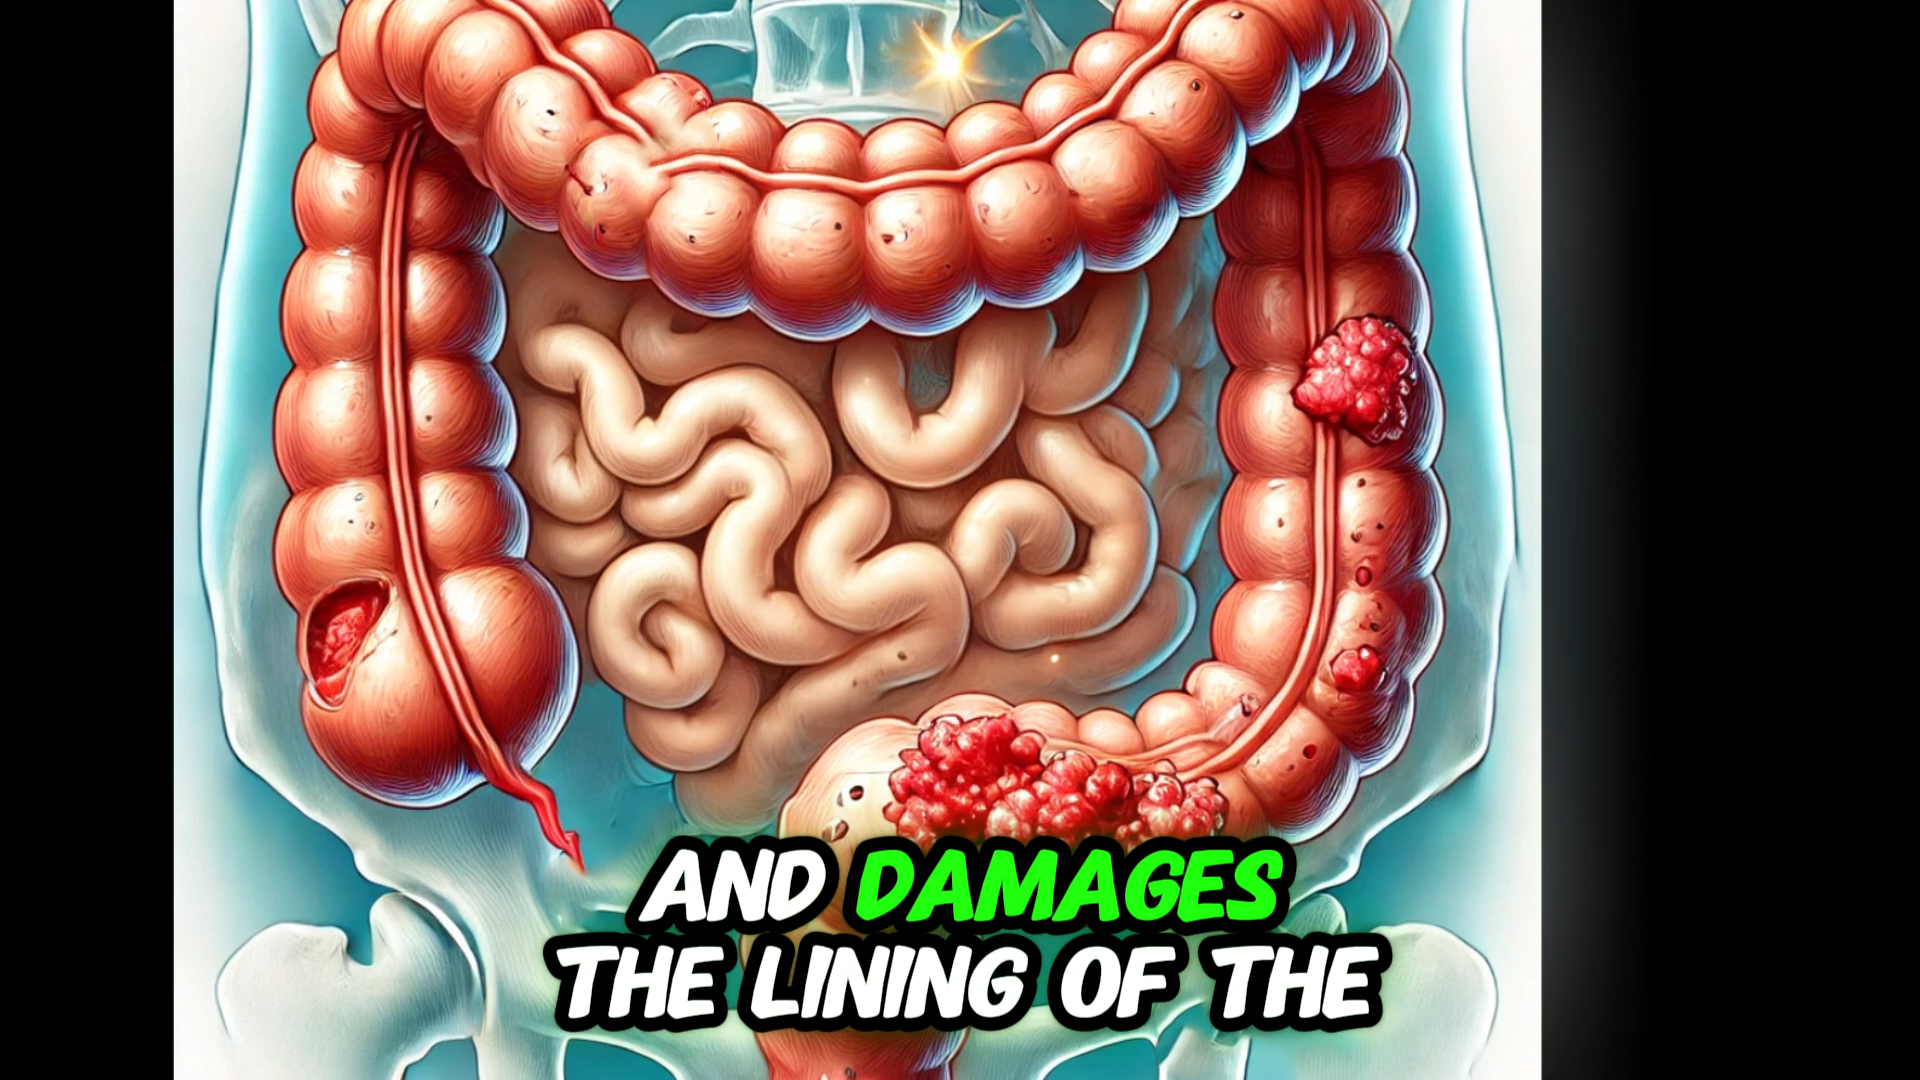 AND DAMAGES
THE LINING OF THE